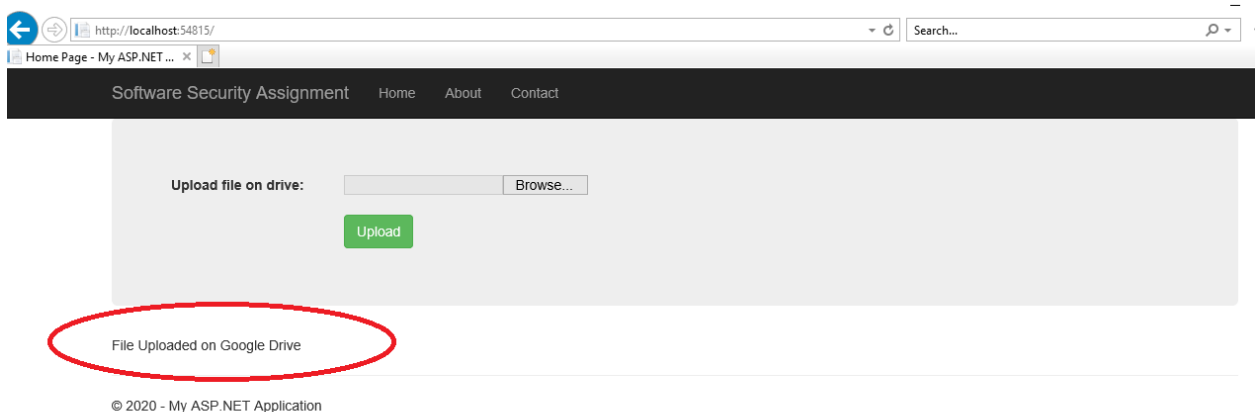 http://localhost:54815/
Search...
Home Page - My ASP.NET ...
Software Security Assignment Home About Contact
Upload file on drive: Browse...
Upload
File Uploaded on Google Drive
© 2020 - My ASP.NET Application